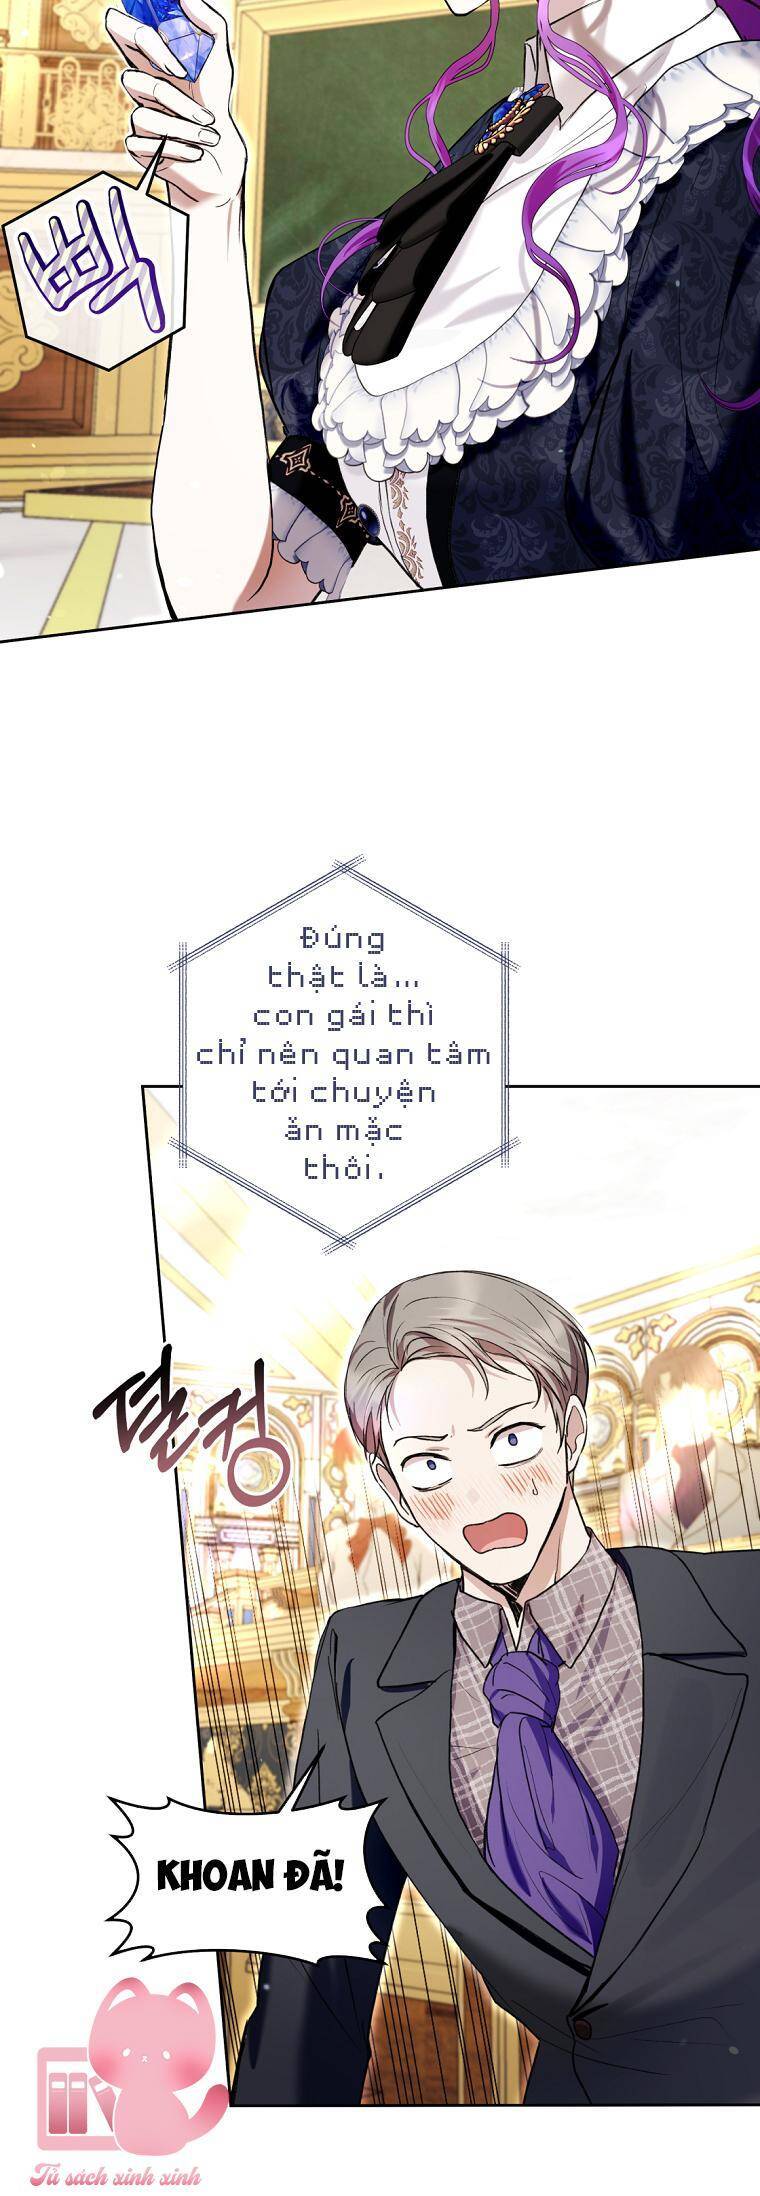 삑
Đúng
thật là...
con gái thì
chỉ nên quan tâm
tới chuyện
ăn mặc
thôi.
덜컹
KHOAN ĐÃ!
Tủ sách xinh xinh